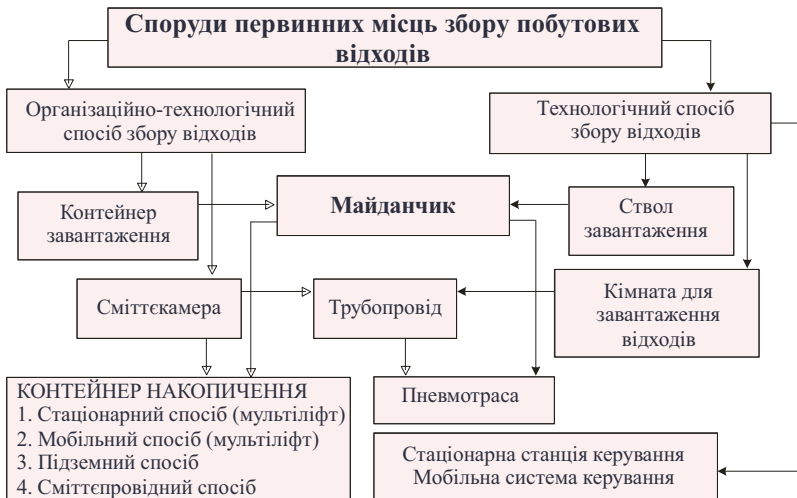 Споруди первинних місць збору побутових
відходів
Організаційно-технологічний
спосіб збору відходів
Технологічний спосіб
збору відходів
Контейнер
завантаження
Майданчик
Ствол
завантаження
Сміттєкамера
Трубопровід
Кімната для
завантаження
відходів
КОНТЕЙНЕР НАКОПИЧЕННЯ
1. Стаціонарний спосіб (мультіліфт)
2. Мобільний спосіб (мультіліфт)
3. Підземний спосіб
4. Сміттєпровідний спосіб
Пневмотраса
Стаціонарна станція керування
Мобільна система керування